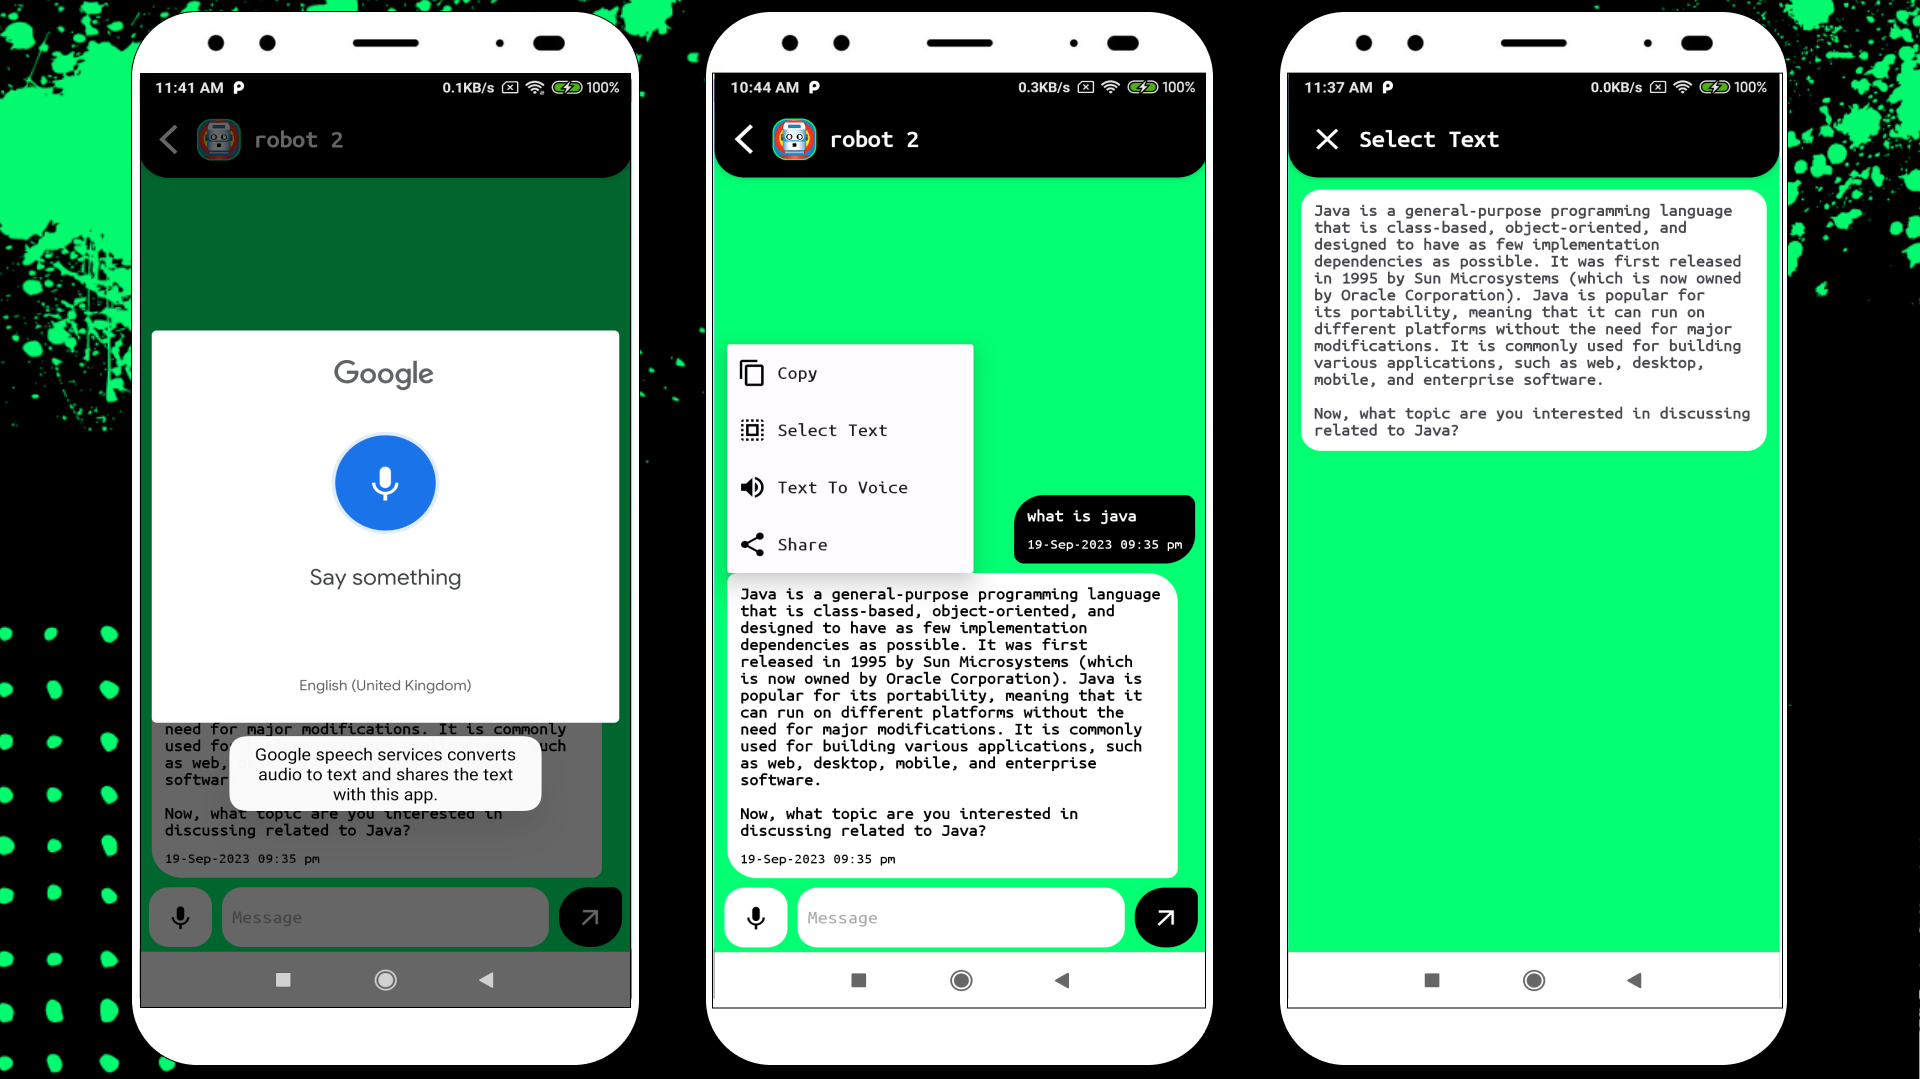 11:41 AM
0.1KB/s
100%
robot 2
Google
Say something
English (United Kingdom)
need for major modifications. It is commonly
used fo
uch
as web,
softwar
Google speech services converts
audio to text and shares the text
with this app.
Now, what topic are you interested in
discussing related to Java?
19-Sep-2023 09:35 pm
Message
10:44 AM
0.3KB/s
100%
robot 2
Copy
Select Text
Text To Voice
Share
what is java
19-Sep-2023 09:35 pm
Java is a general-purpose programming language
that is class-based, object-oriented, and
designed to have as few implementation
dependencies as possible. It was first
released in 1995 by Sun Microsystems (which
is now owned by Oracle Corporation). Java is
popular for its portability, meaning that it
can run on different platforms without the
need for major modifications. It is commonly
used for building various applications, such
as web, desktop, mobile, and enterprise
software.
Now, what topic are you interested in
discussing related to Java?
19-Sep-2023 09:35 pm
Message
11:37 AM
0.0KB/s
100%
Select Text
Java is a general-purpose programming language
that is class-based, object-oriented, and
designed to have as few implementation
dependencies as possible. It was first released
in 1995 by Sun Microsystems (which is now owned
by Oracle Corporation). Java is popular for
its portability, meaning that it can run on
different platforms without the need for major
modifications. It is commonly used for building
various applications, such as web, desktop,
mobile, and enterprise software.
Now, what topic are you interested in discussing
related to Java?